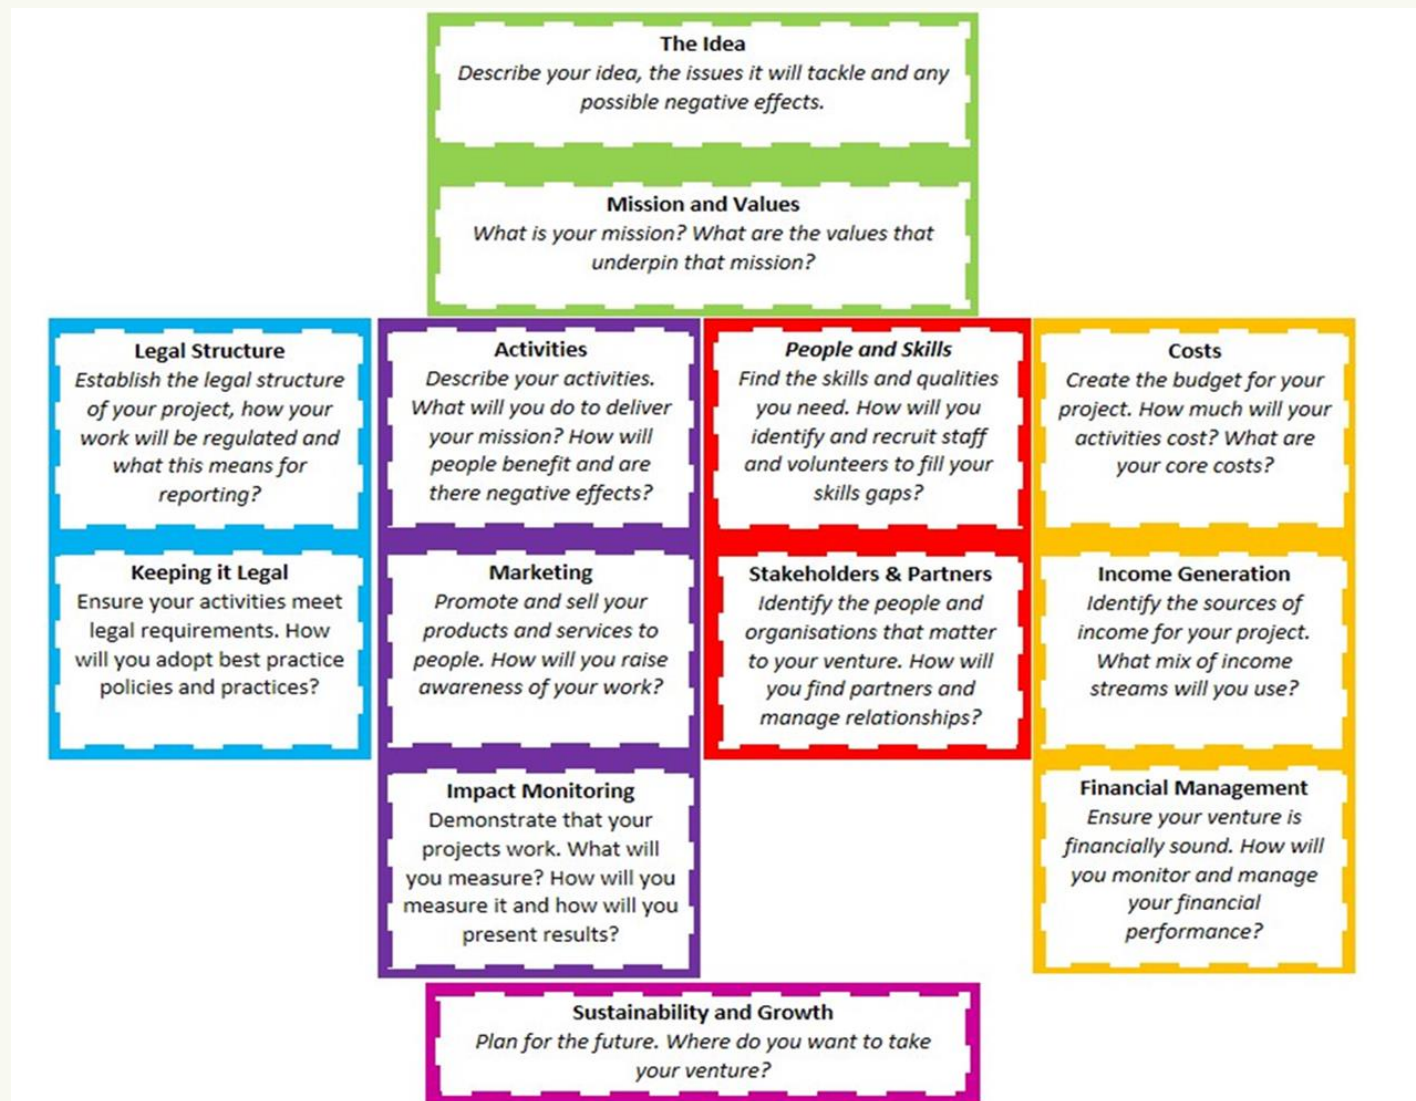 The Idea
Describe your idea, the issues it will tackle and any
possible negative effects.
Mission and Values
What is your mission? What are the values that
underpin that mission?
Legal Structure
Establish the legal structure
of your project, how your
work will be regulated and
what this means for
reporting?
Keeping it Legal
Ensure your activities meet
legal requirements. How
will you adopt best practice
policies and practices?
Activities
Describe your activities.
What will you do to deliver
your mission? How will
people benefit and are
there negative effects?
Marketing
Promote and sell your
products and services to
people. How will you raise
awareness of your work?
Impact Monitoring
Demonstrate that your
projects work. What will
you measure? How will you
measure it and how will you
present results?
People and Skills
Find the skills and qualities
you need. How will you
identify and recruit staff
and volunteers to fill your
skills gaps?
Stakeholders & Partners
Identify the people and
organisations that matter
to your venture. How will
you find partners and
manage relationships?
Costs
Create the budget for your
project. How much will your
activities cost? What are
your core costs?
Income Generation
Identify the sources of
income for your project.
What mix of income
streams will you use?
Financial Management
Ensure your venture is
financially sound. How will
you monitor and manage
your financial
performance?
Sustainability and Growth
Plan for the future. Where do you want to take
your venture?